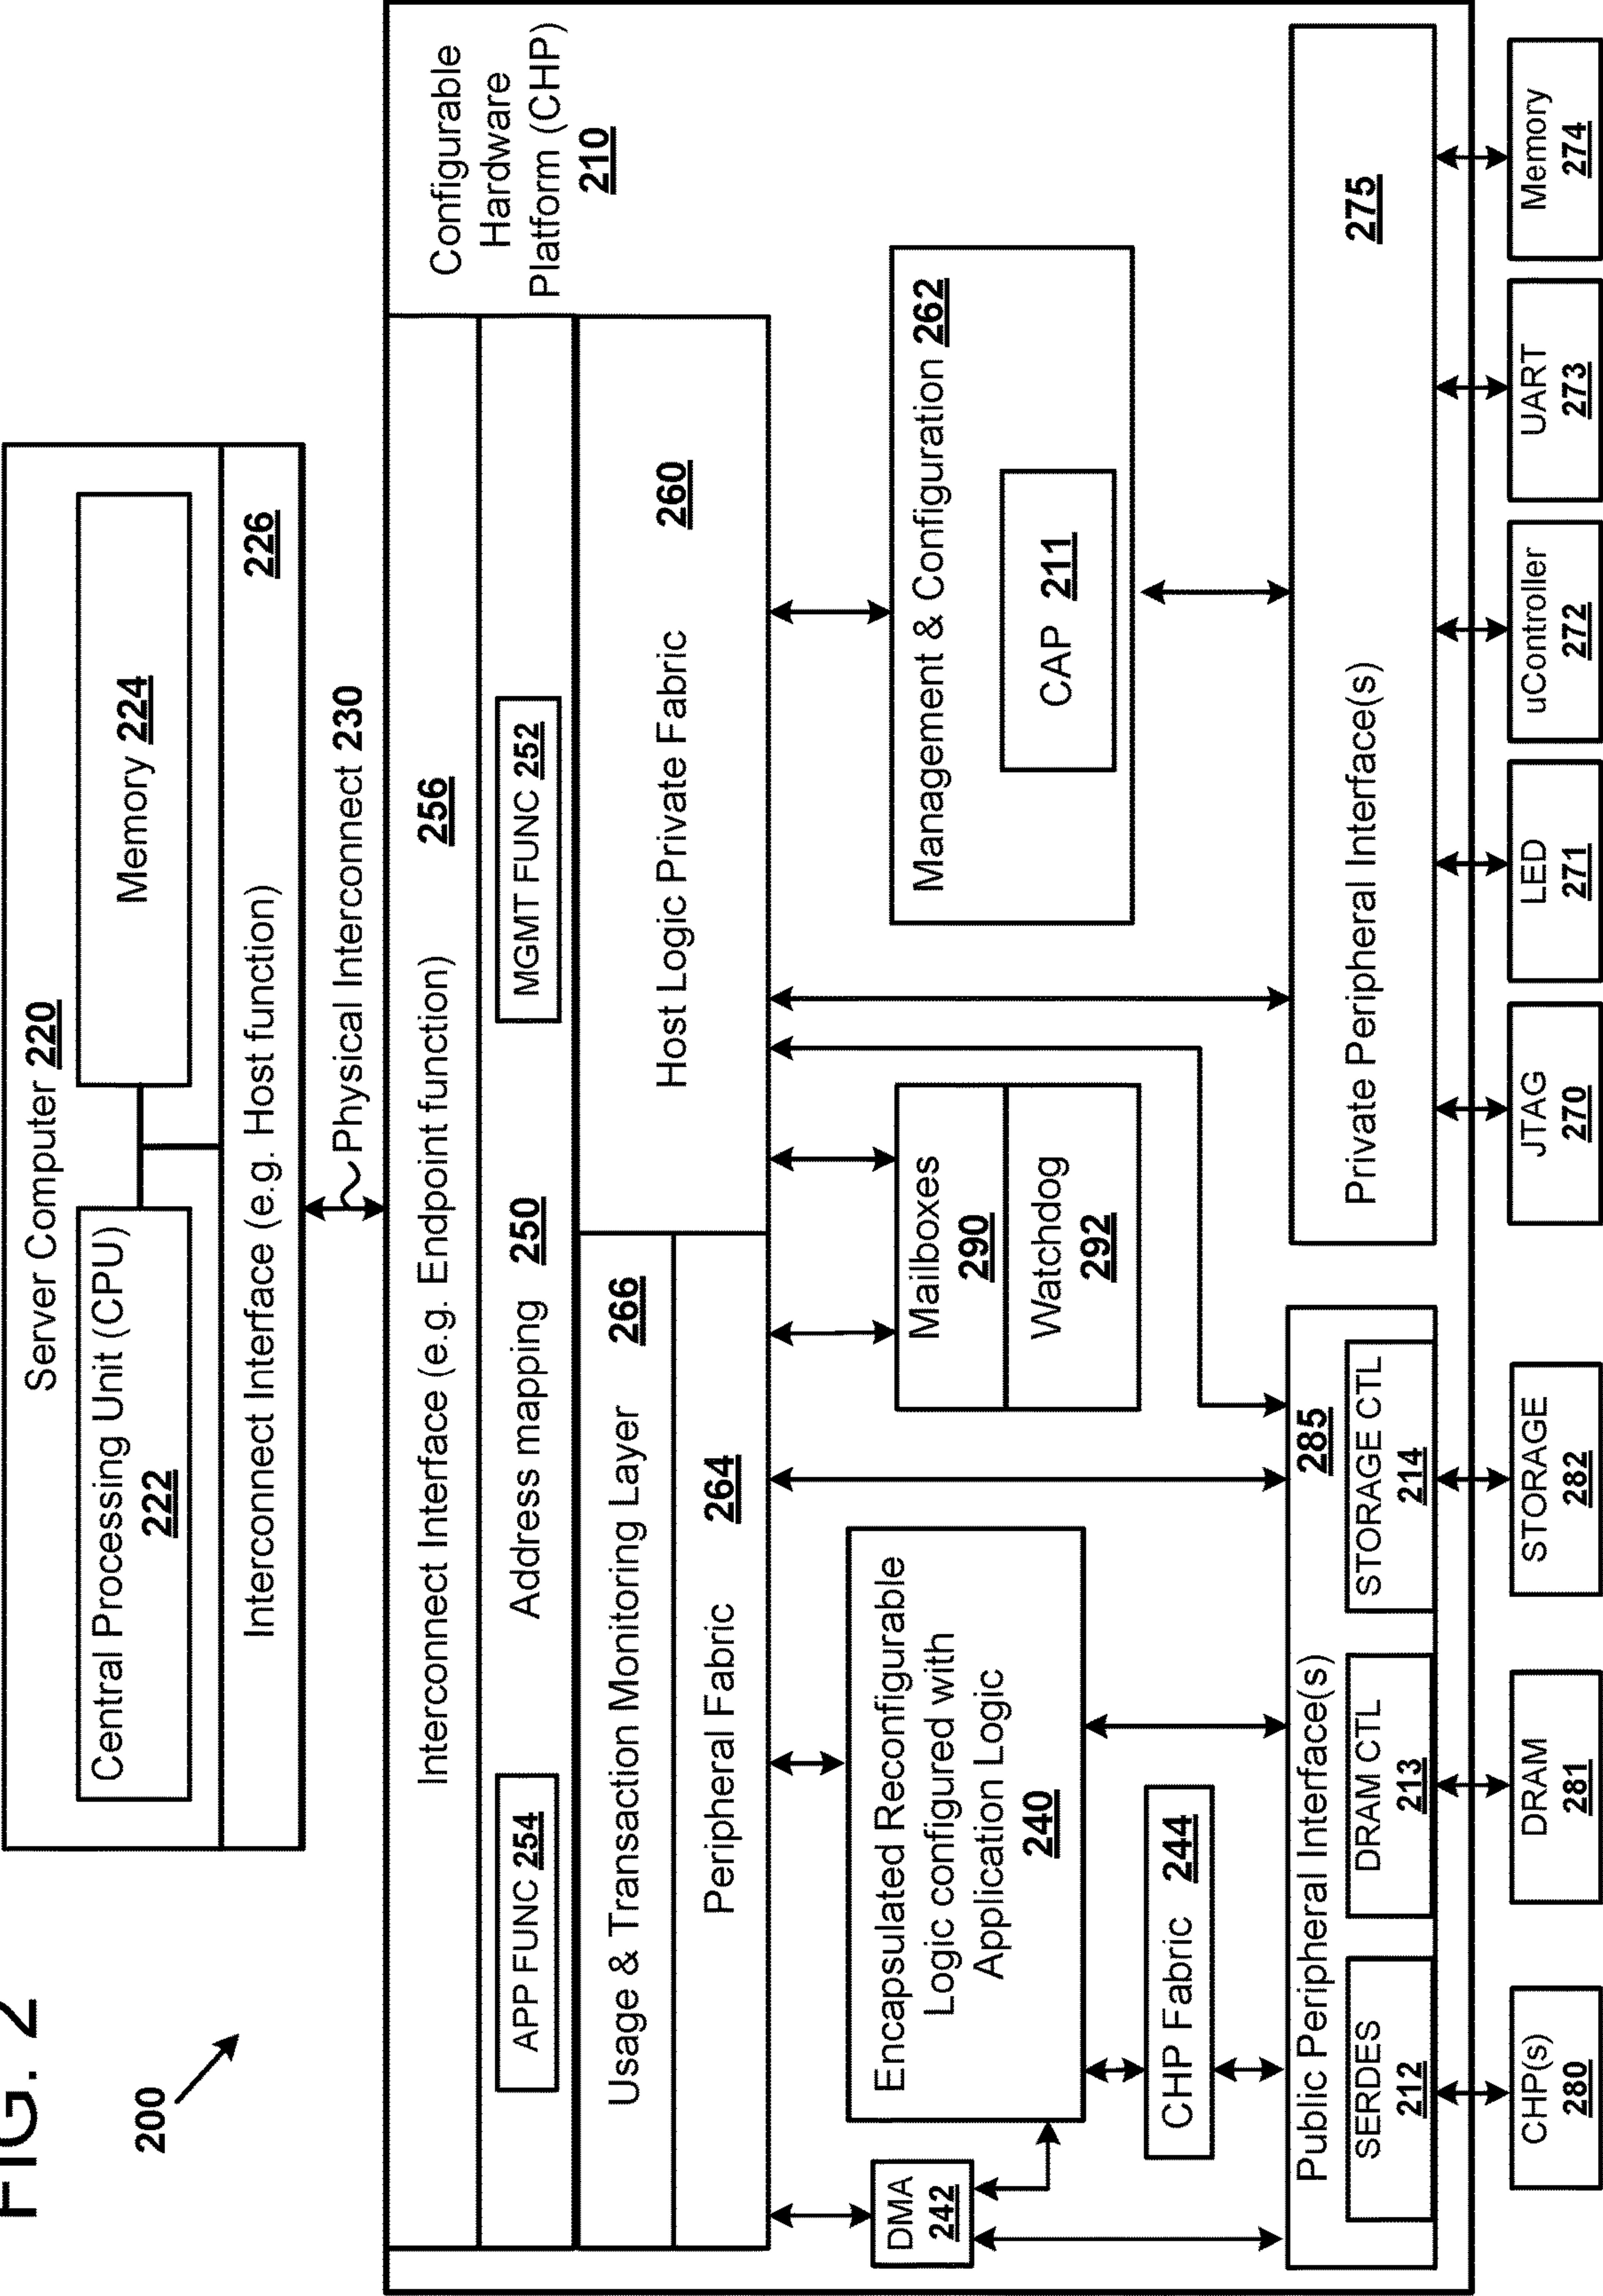 FIG. 2
200
Server Computer 220
Central Processing Unit (CPU)
222
Memory 224
Interconnect Interface (e.g. Host function) 226
Physical Interconnect 230
Configurable
Hardware
Platform (CHP)
210
Interconnect Interface (e.g. Endpoint function) 256
APP FUNC 254
Address mapping 250
MGMT FUNC 252
Usage & Transaction Monitoring Layer 266
Peripheral Fabric 264
Host Logic Private Fabric 260
DMA
242
Encapsulated Reconfigurable
Logic configured with
Application Logic
240
CHP Fabric 244
Mailboxes
290
Watchdog
292
Management & Configuration 262
CAP 211
Public Peripheral Interface(s) 285
SERDES
212
DRAM CTL
213
STORAGE CTL
214
Private Peripheral Interface(s) 275
CHP(s)
280
DRAM
281
STORAGE
282
JTAG
270
LED
271
uController
272
UART
273
Memory
274